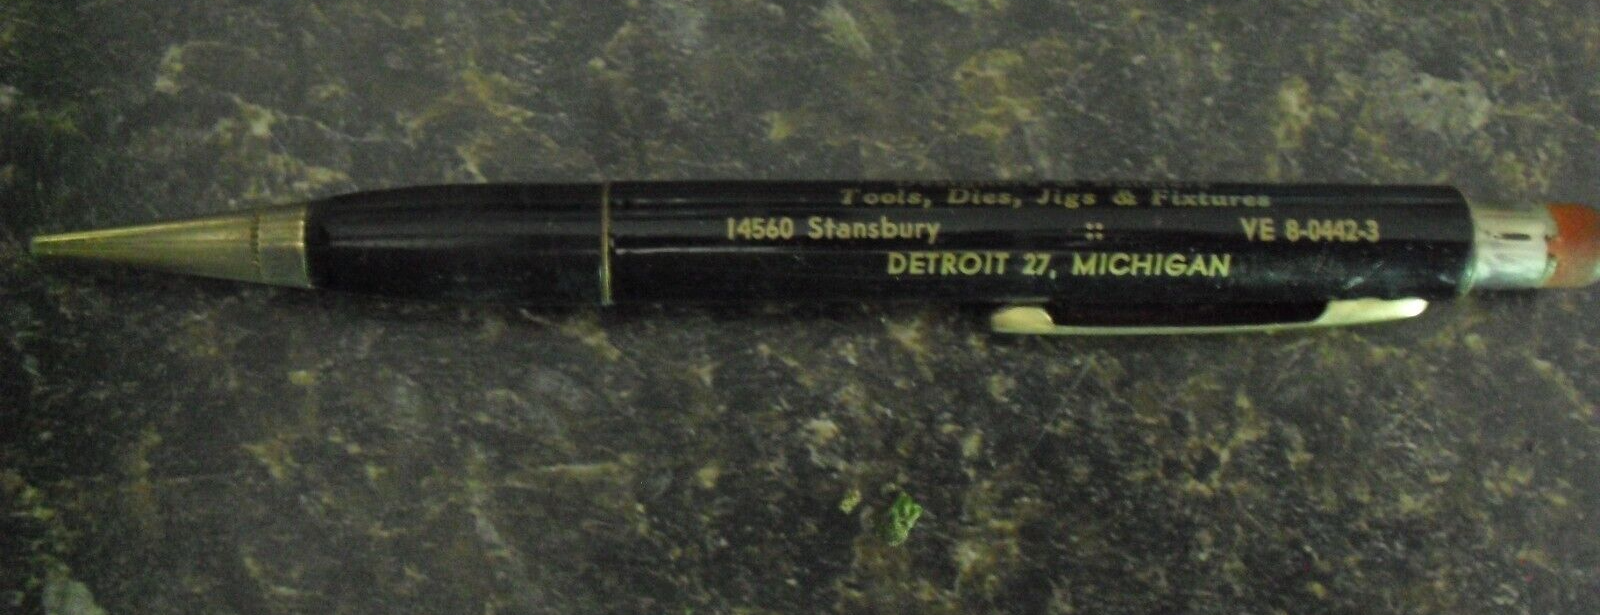 Tools, Dies, Jigs & Fixtures
14560 Stansbury :: VE 8-0442-3
DETROIT 27, MICHIGAN